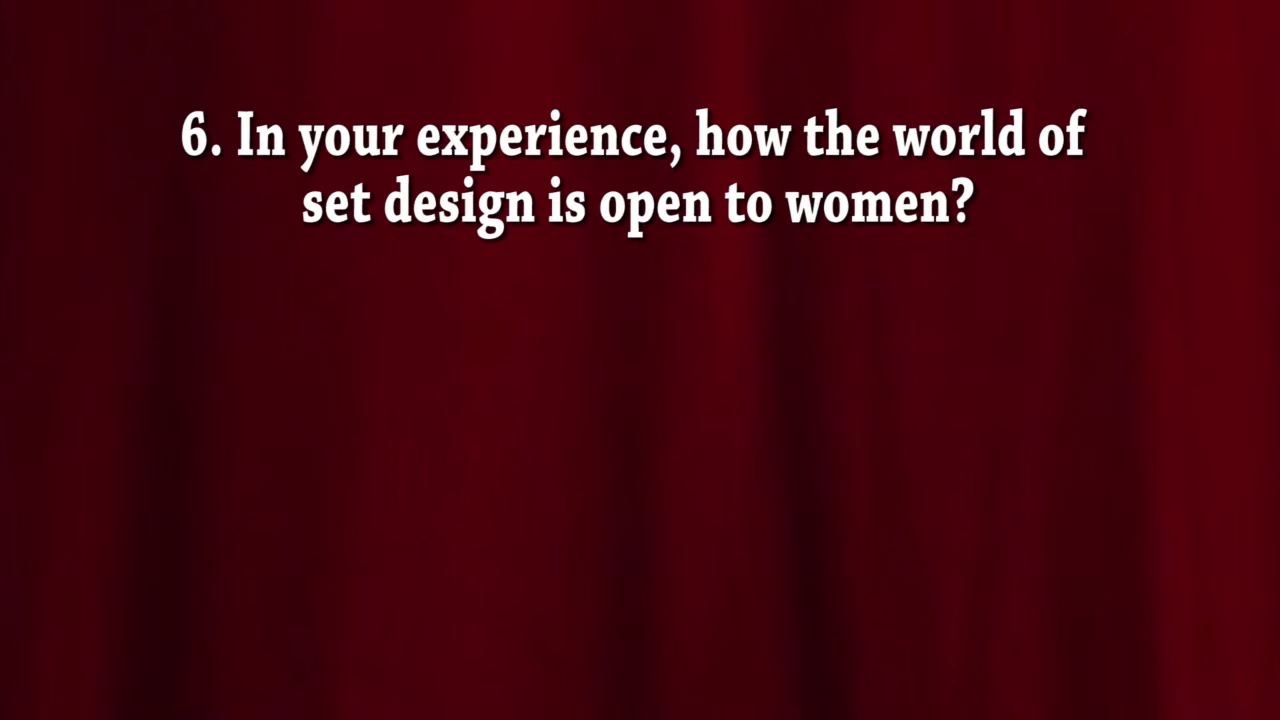 6. In your experience, how the world of
set design is open to women?